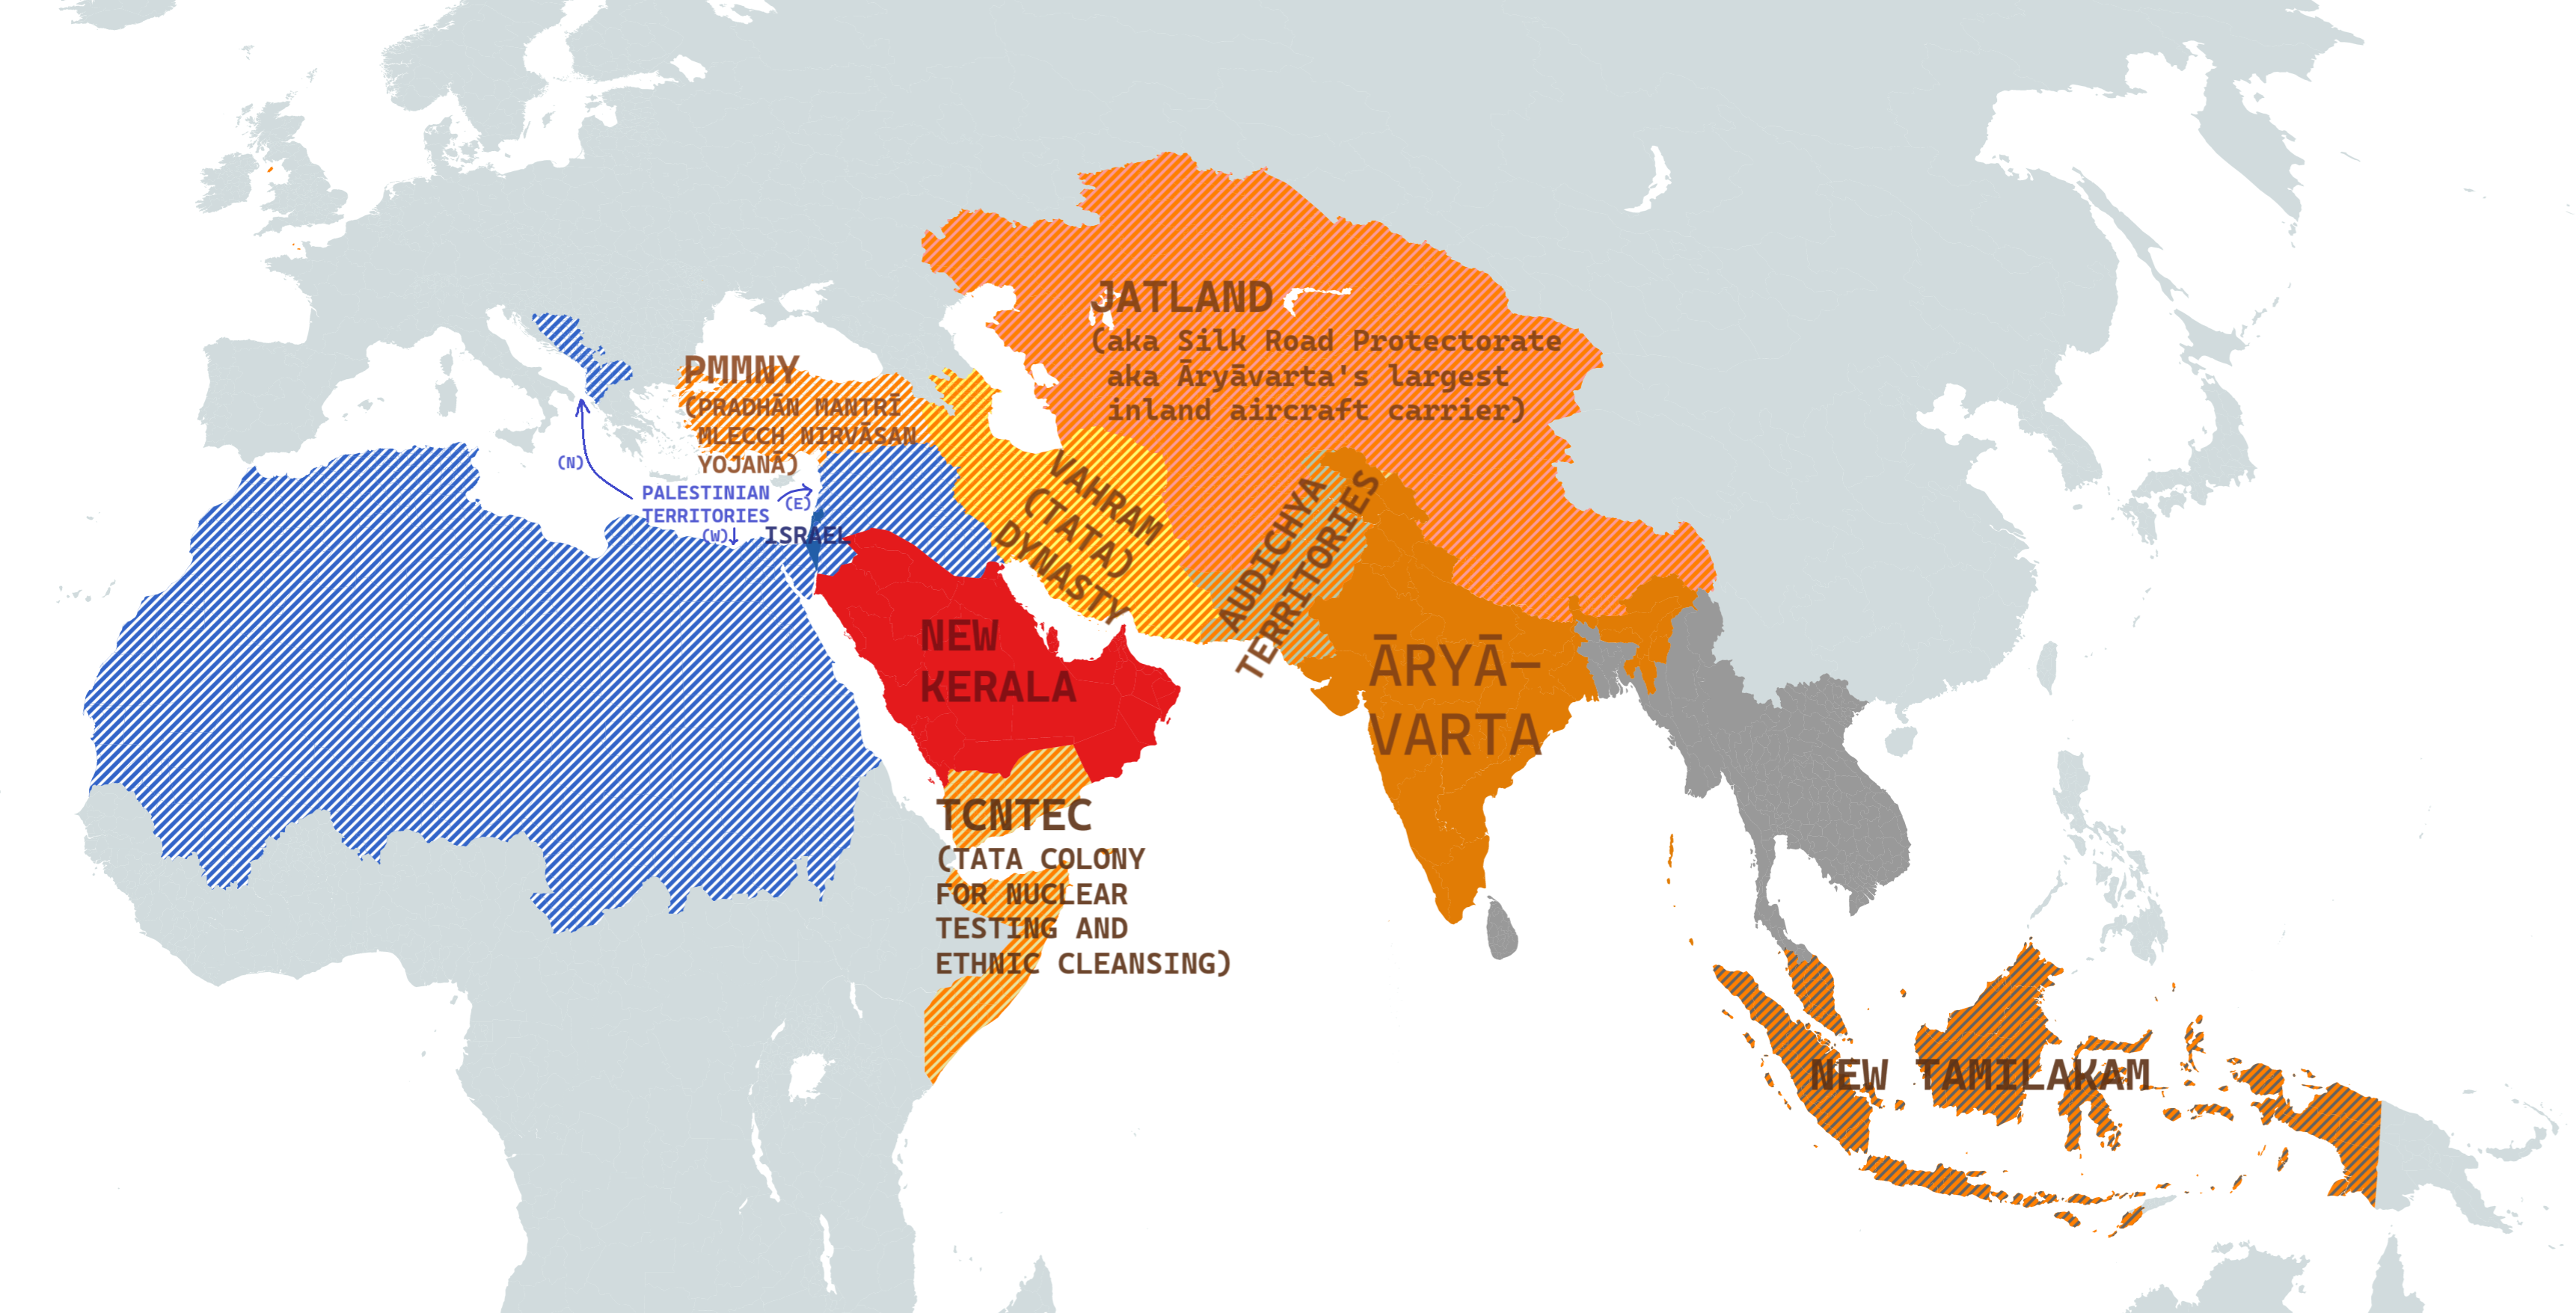 JATLAND
(aka Silk Road Protectorate
aka Āryāvarta's largest
inland aircraft carrier)
PMMNY
(PRADHĀN MANTRĪ
MLECCH NIRVĀSAN
YOJANĀ)
(N)
PALESTINIAN
TERRITORIES
(E)
(W)↓
ISRAEL
VAHRAM
(TATA)
DYNASTY
AUDICHYA
TERRITORIES
NEW
KERALA
ĀRYĀ–
VARTA
TCNTEC
(TATA COLONY
FOR NUCLEAR
TESTING AND
ETHNIC CLEANSING)
NEW TAMILAKAM